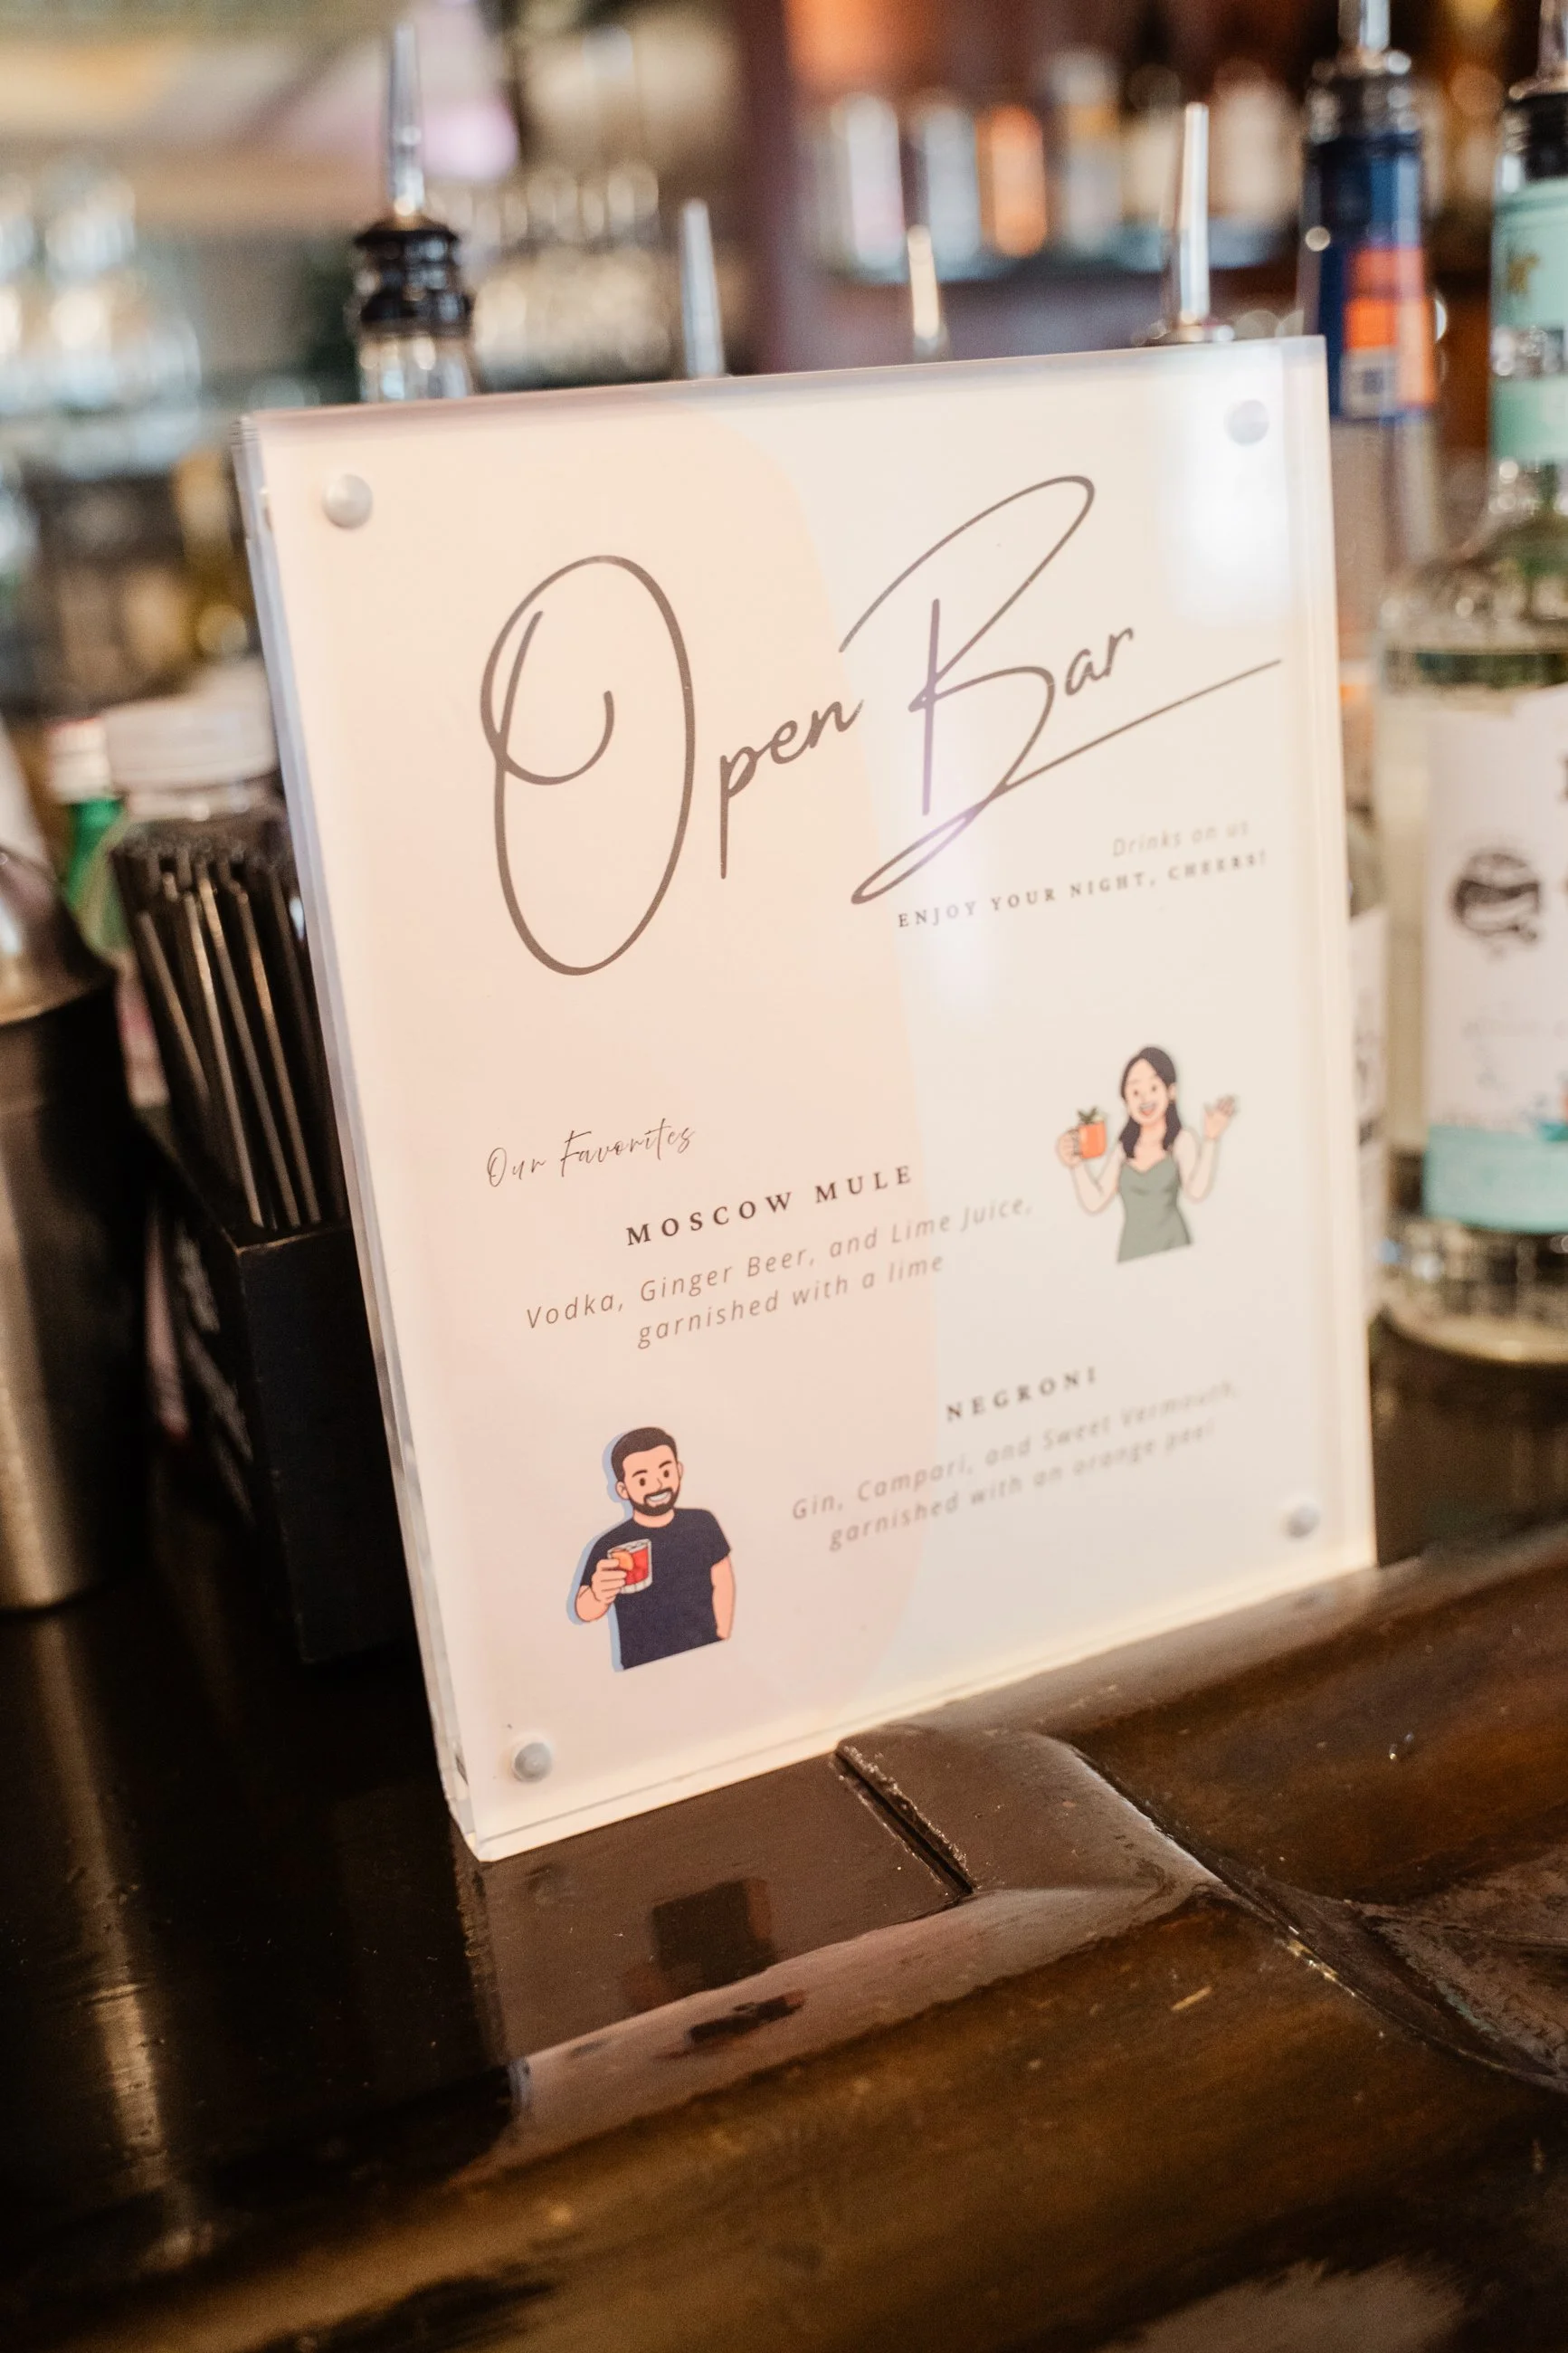 Open Bar
Drinks on us
ENJOY YOUR NIGHT, CHEERS!
Our Favorites
MOSCOW MULE
Vodka, Ginger Beer, and Lime Juice,
garnished with a lime
NEGRONI
Gin, Campari, and Sweet Vermouth,
garnished with an orange peel